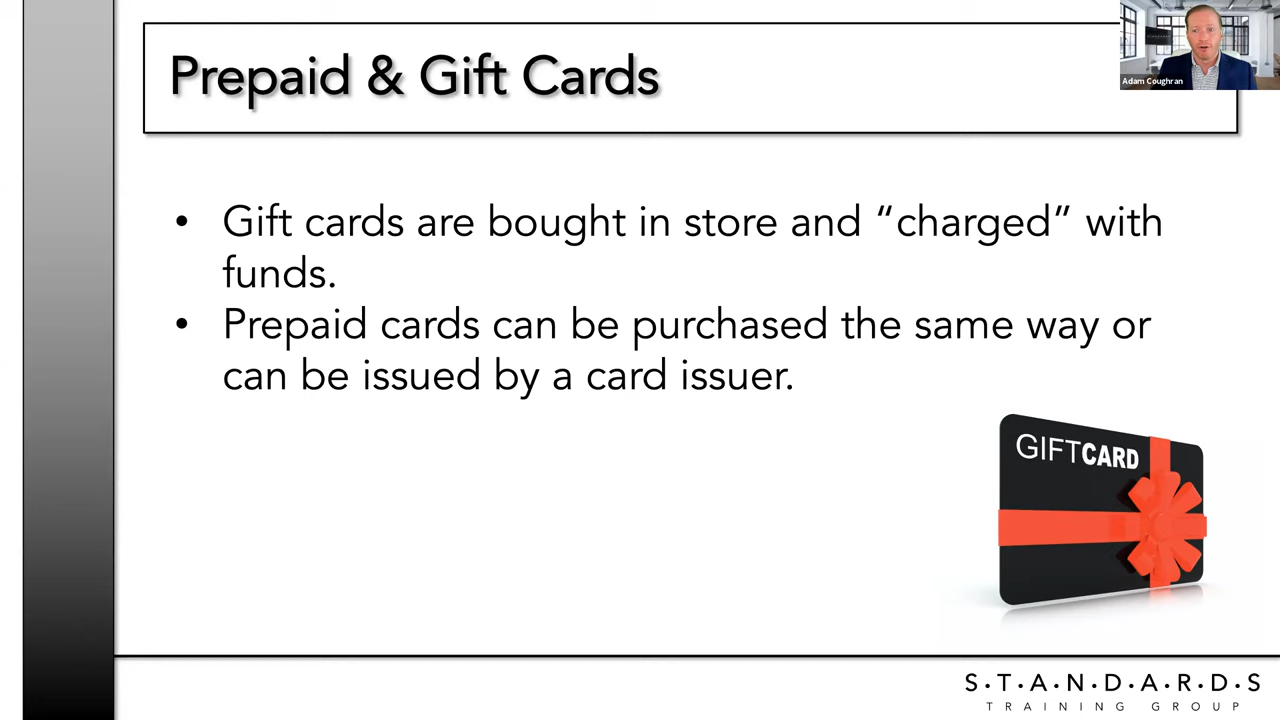 Prepaid & Gift Cards
Adam Coughran
• Gift cards are bought in store and “charged” with
funds.
• Prepaid cards can be purchased the same way or
can be issued by a card issuer.
GIFTCARD
S·T·A·N·D·A·R·D·S
TRAINING GROUP